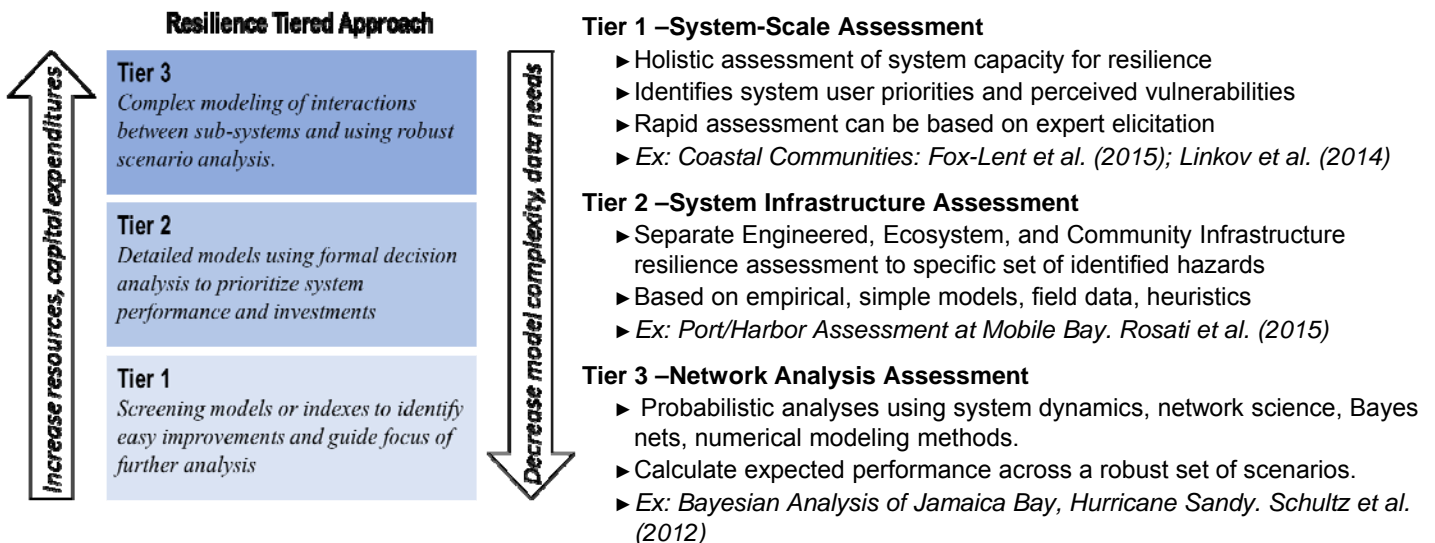 Resilience Tiered Approach
Increase resources, capital expenditures
Tier 3
Complex modeling of interactions
between sub-systems and using robust
scenario analysis.
Tier 2
Detailed models using formal decision
analysis to prioritize system
performance and investments
Tier 1
Screening models or indexes to identify
easy improvements and guide focus of
further analysis
Decrease model complexity, data needs
Tier 1 –System-Scale Assessment
►Holistic assessment of system capacity for resilience
►Identifies system user priorities and perceived vulnerabilities
►Rapid assessment can be based on expert elicitation
►Ex: Coastal Communities: Fox-Lent et al. (2015); Linkov et al. (2014)
Tier 2 –System Infrastructure Assessment
►Separate Engineered, Ecosystem, and Community Infrastructure
resilience assessment to specific set of identified hazards
►Based on empirical, simple models, field data, heuristics
►Ex: Port/Harbor Assessment at Mobile Bay. Rosati et al. (2015)
Tier 3 –Network Analysis Assessment
► Probabilistic analyses using system dynamics, network science, Bayes
nets, numerical modeling methods.
►Calculate expected performance across a robust set of scenarios.
►Ex: Bayesian Analysis of Jamaica Bay, Hurricane Sandy. Schultz et al.
(2012)